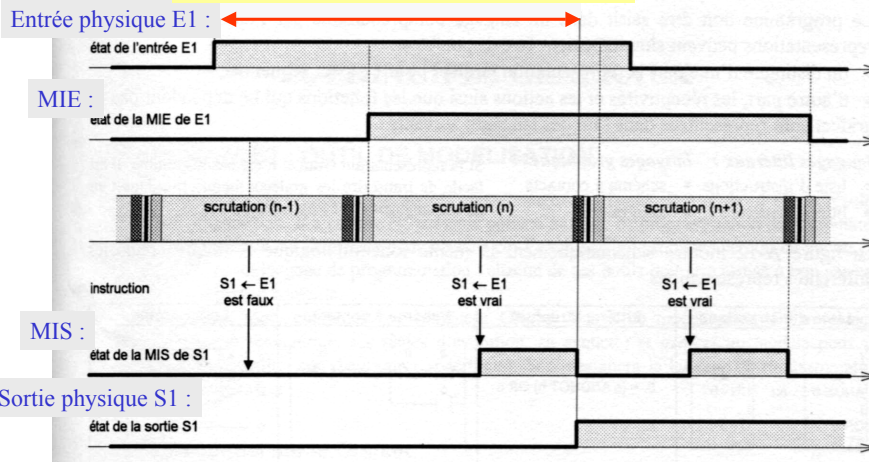 Entrée physique E1 :
état de l'entrée E1
MIE :
état de la MIE de E1
scrutation (n-1)
scrutation (n)
scrutation (n+1)
instruction
S1 ← E1
est faux
S1 ← E1
est vrai
S1 ← E1
est vrai
MIS :
état de la MIS de S1
Sortie physique S1 :
état de la sortie S1